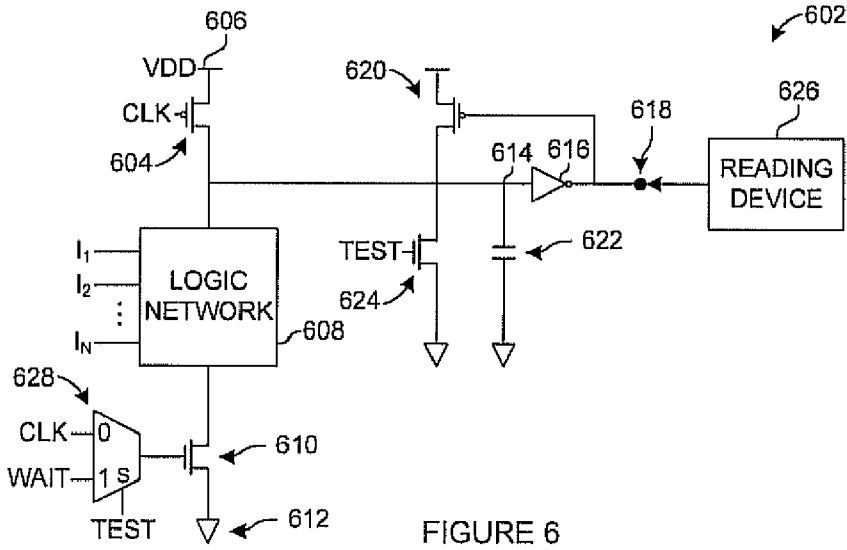 602
606
VDD
620
626
CLK
618
604
614
616
READING
DEVICE
I1
LOGIC
NETWORK
TEST
622
I2
624
IN
608
628
CLK
0
610
WAIT
1 S
TEST
612
FIGURE 6